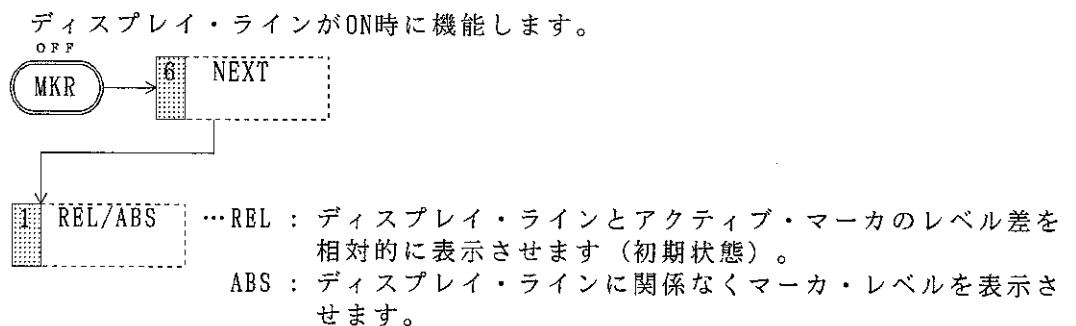 ディスプレイ・ラインがON時に機能します。
OFF
MKR
6 NEXT
1 REL/ABS …REL : ディスプレイ・ラインとアクティブ・マーカのレベル差を
相対的に表示させます（初期状態）。
ABS : ディスプレイ・ラインに関係なくマーカ・レベルを表示さ
せます。